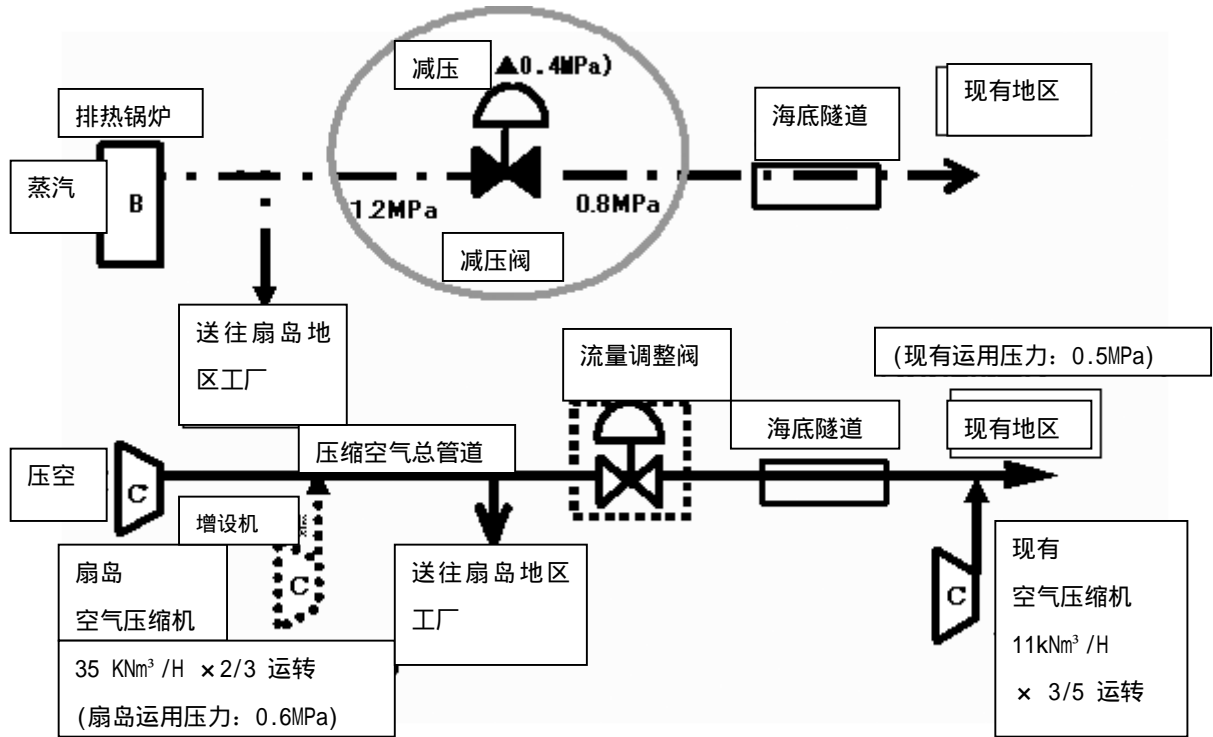 减压
▲0.4MPa)
排热锅炉
海底隧道
现有地区
蒸汽
B
1.2MPa
0.8MPa
减压阀
送往扇岛地
区工厂
流量调整阀
(现有运用压力：0.5MPa)
压缩空气总管道
海底隧道
现有地区
压空
C
增设机
C
扇岛
空气压缩机
35 KNm³/H ×2/3 运转
(扇岛运用压力：0.6MPa)
送往扇岛地区
工厂
C
现有
空气压缩机
11kNm³/H
× 3/5 运转